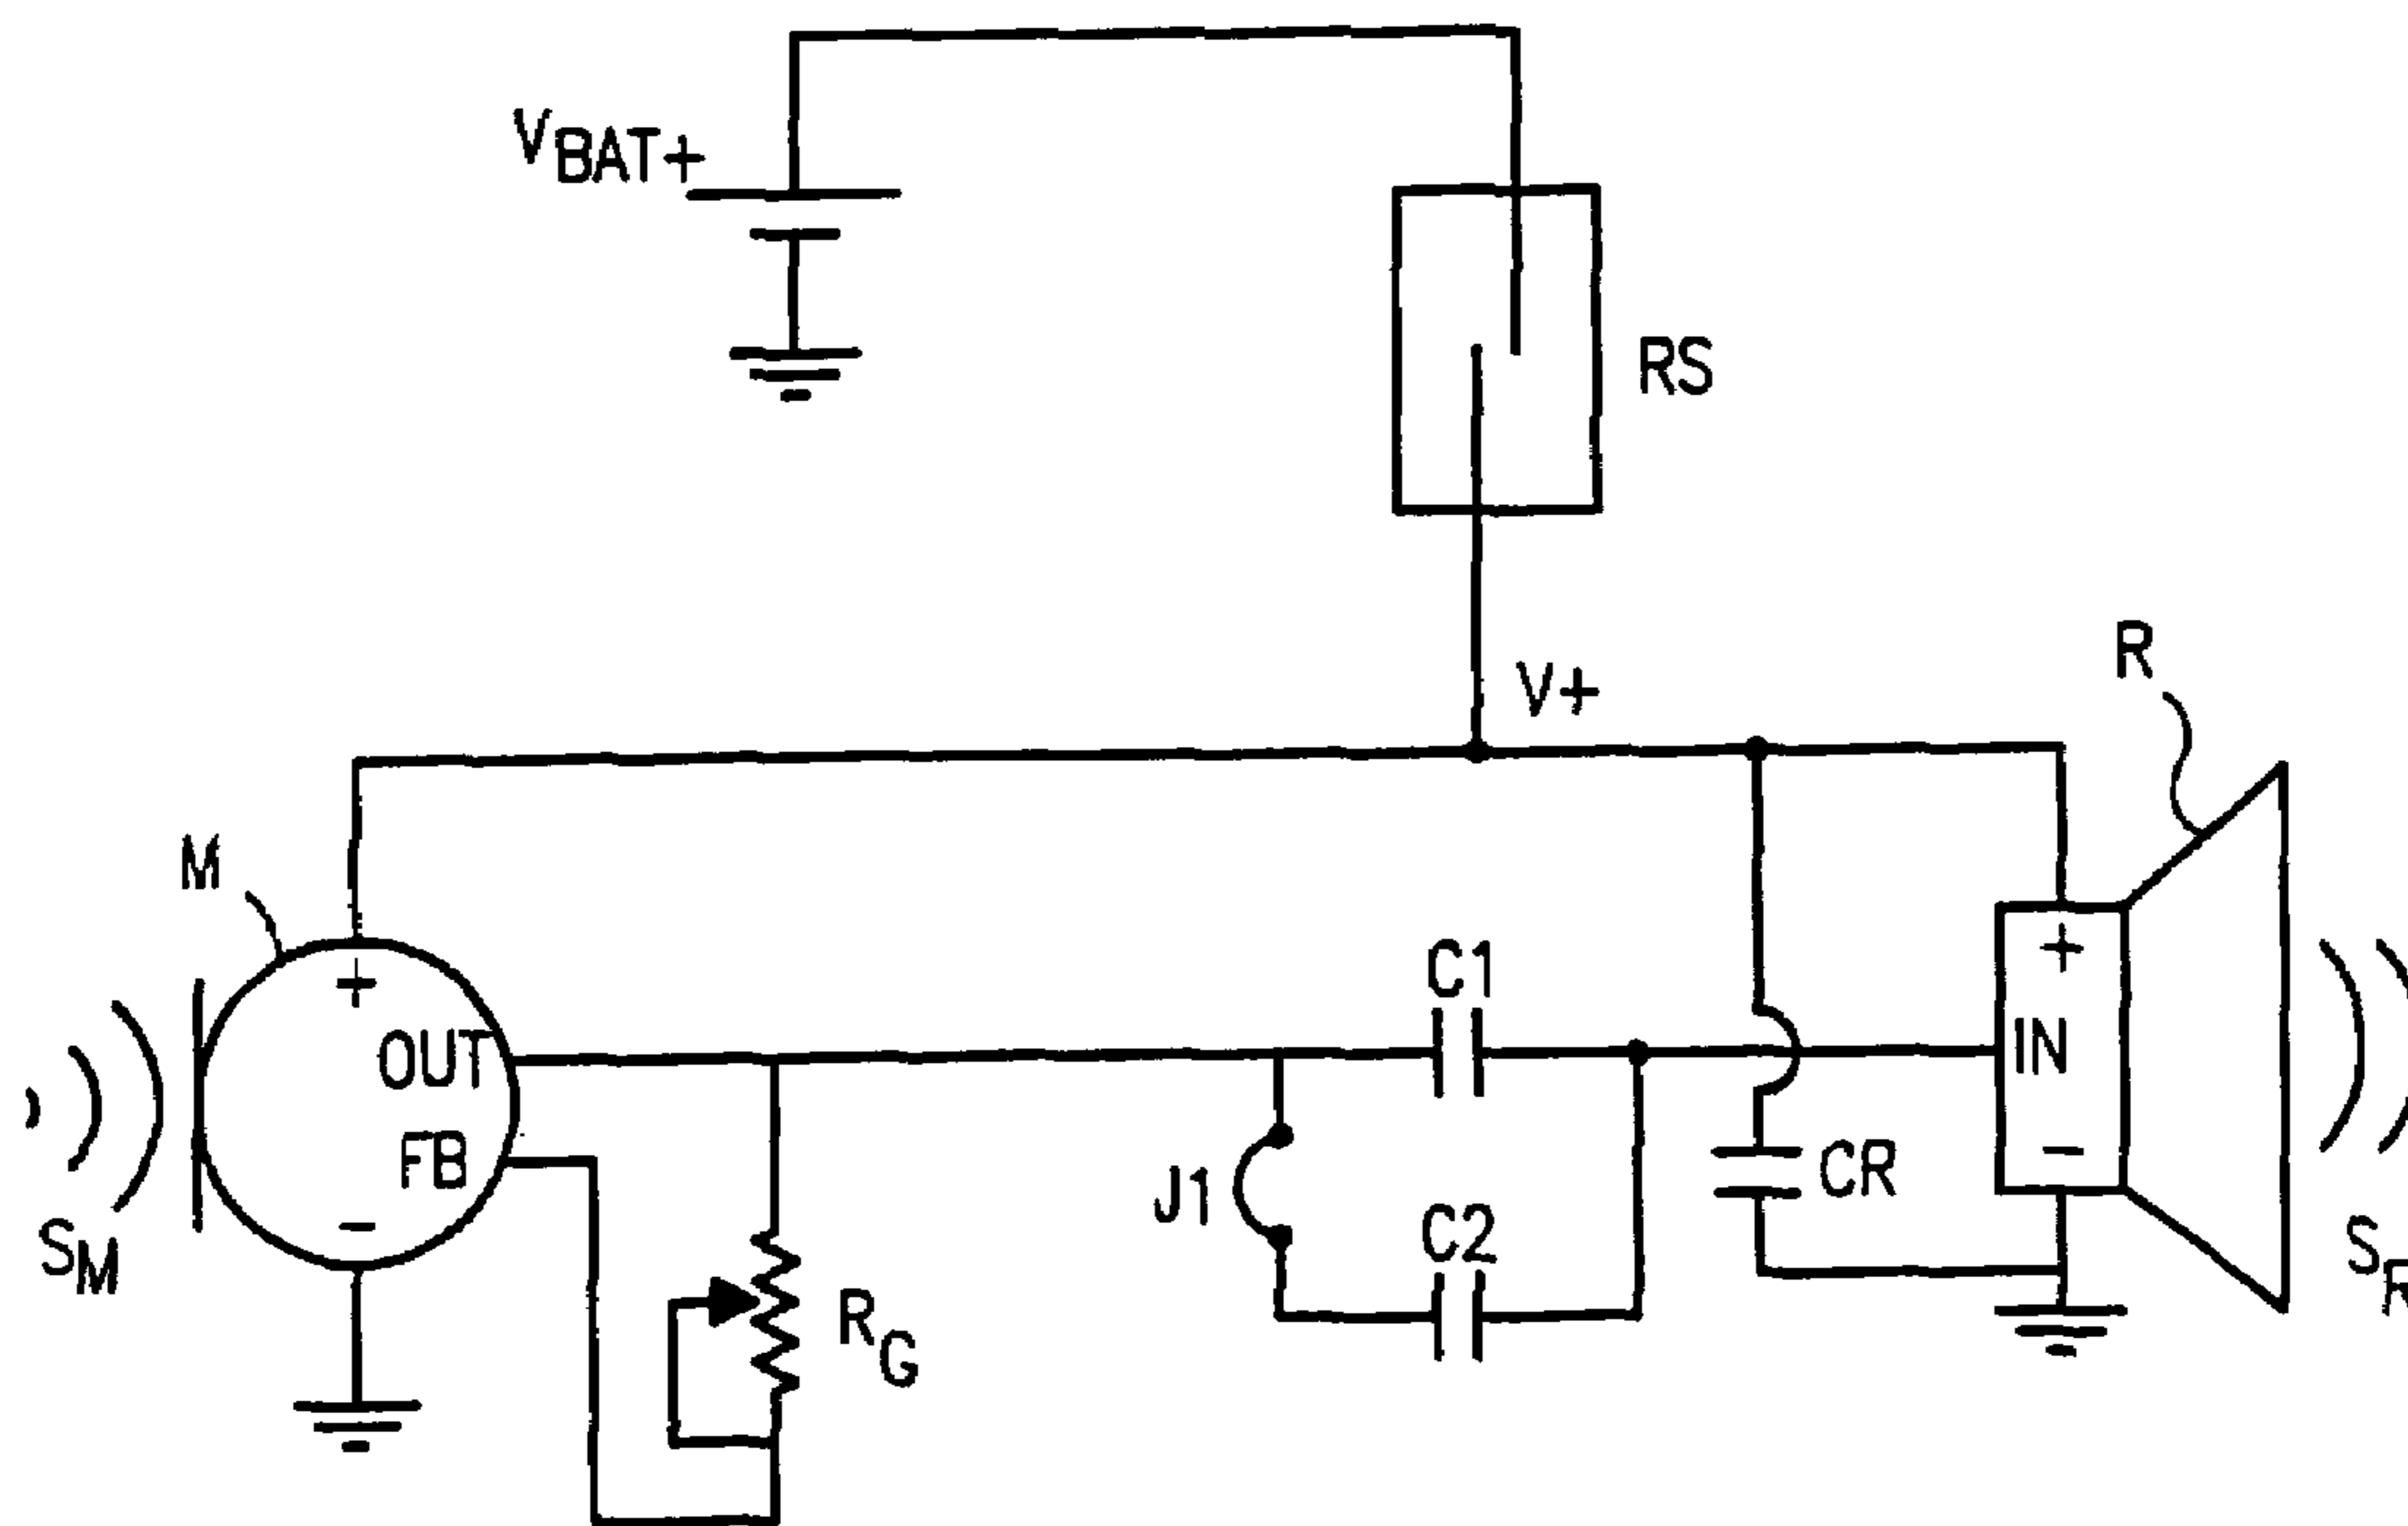 VBAT+
RS
V+
R
M
+
OUT
FB
−
SM
RG
C1
J1
C2
CR
+
IN
−
S